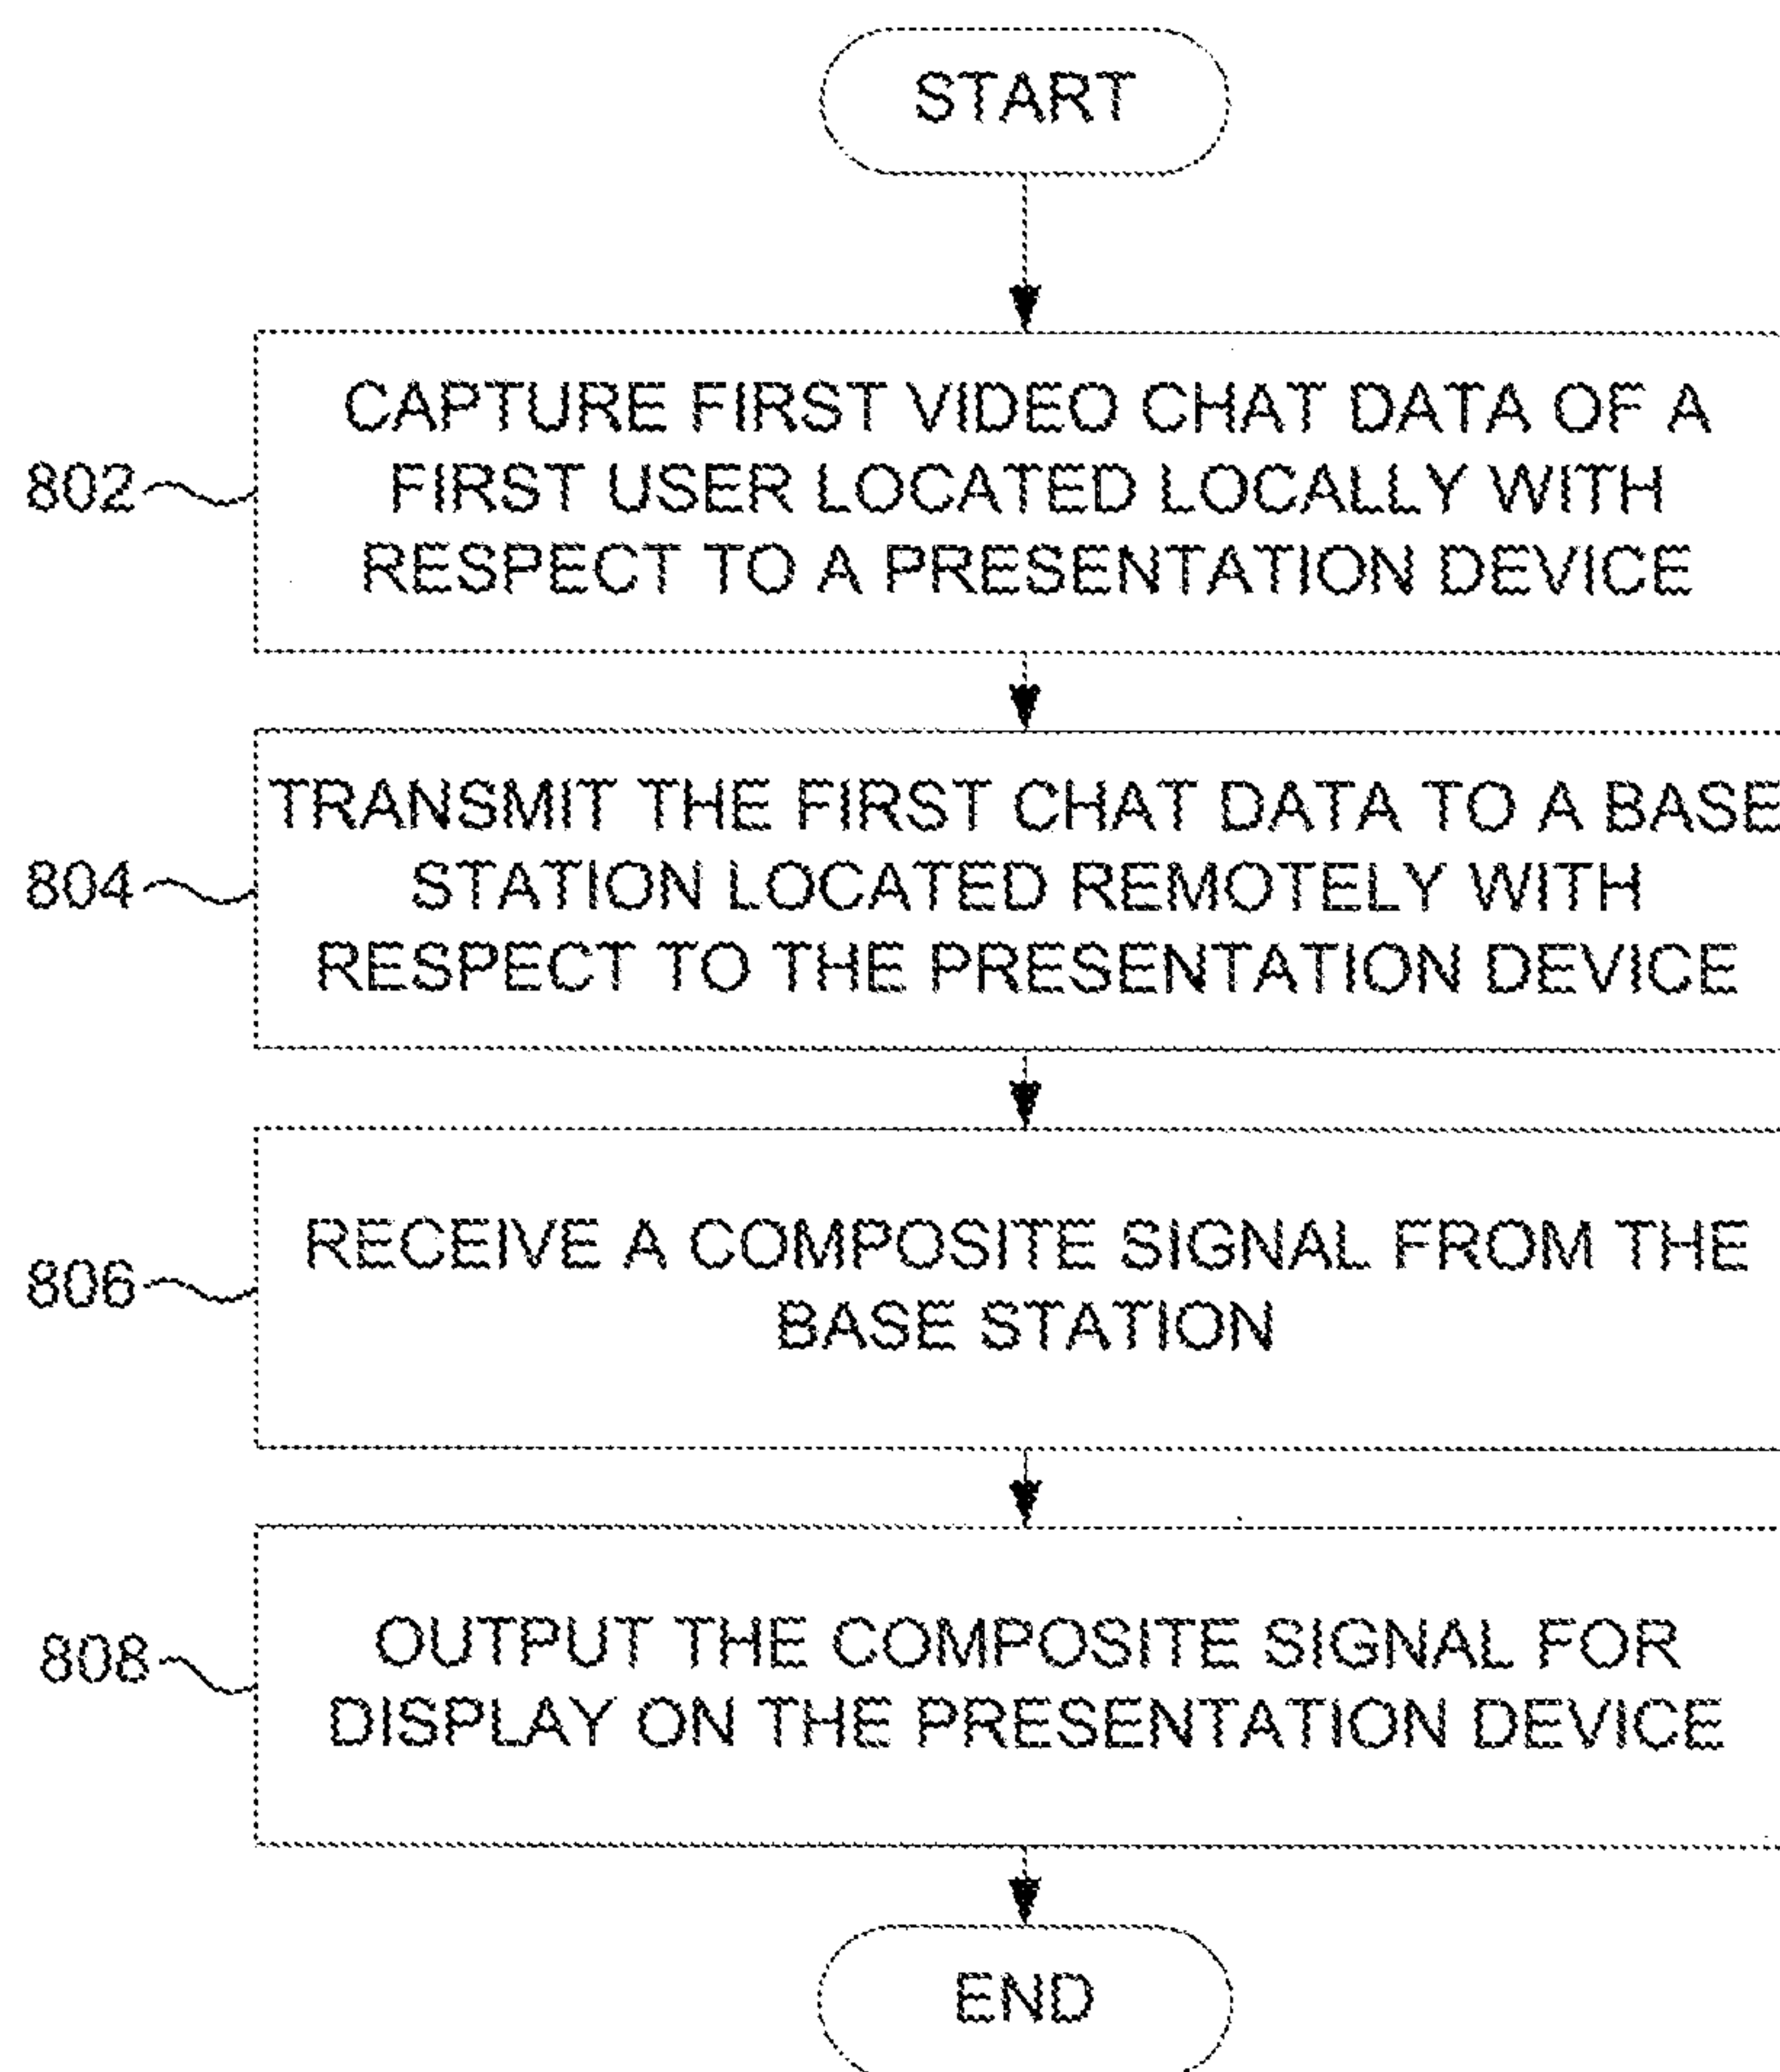 START
CAPTURE FIRST VIDEO CHAT DATA OF A
FIRST USER LOCATED LOCALLY WITH
RESPECT TO A PRESENTATION DEVICE
802
TRANSMIT THE FIRST CHAT DATA TO A BASE
STATION LOCATED REMOTELY WITH
RESPECT TO THE PRESENTATION DEVICE
804
RECEIVE A COMPOSITE SIGNAL FROM THE
BASE STATION
806
OUTPUT THE COMPOSITE SIGNAL FOR
DISPLAY ON THE PRESENTATION DEVICE
808
END